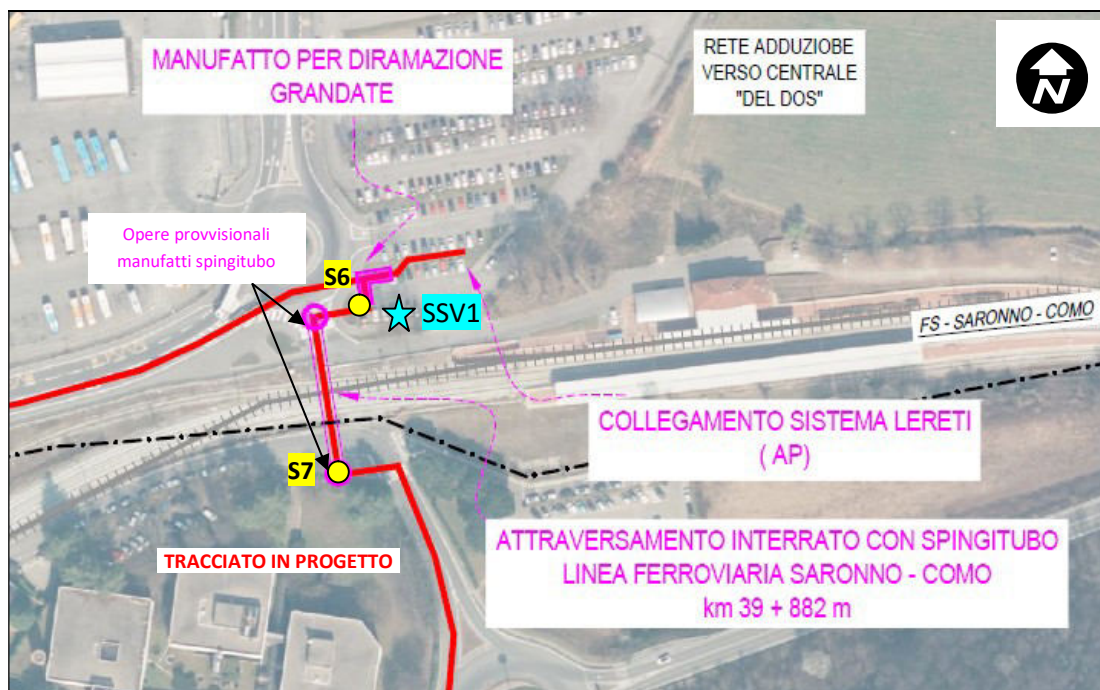 MANUFATTO PER DIRAMAZIONE
GRANDATE
RETE ADDUZIOBE
VERSO CENTRALE
"DEL DOS"
N
Opere provvisionali
manufatti spingitubo
S6
SSV1
FS - SARONNO - COMO
COLLEGAMENTO SISTEMA LERETI
( AP)
S7
TRACCIATO IN PROGETTO
ATTRAVERSAMENTO INTERRATO CON SPINGITUBO
LINEA FERROVIARIA SARONNO - COMO
km 39 + 882 m